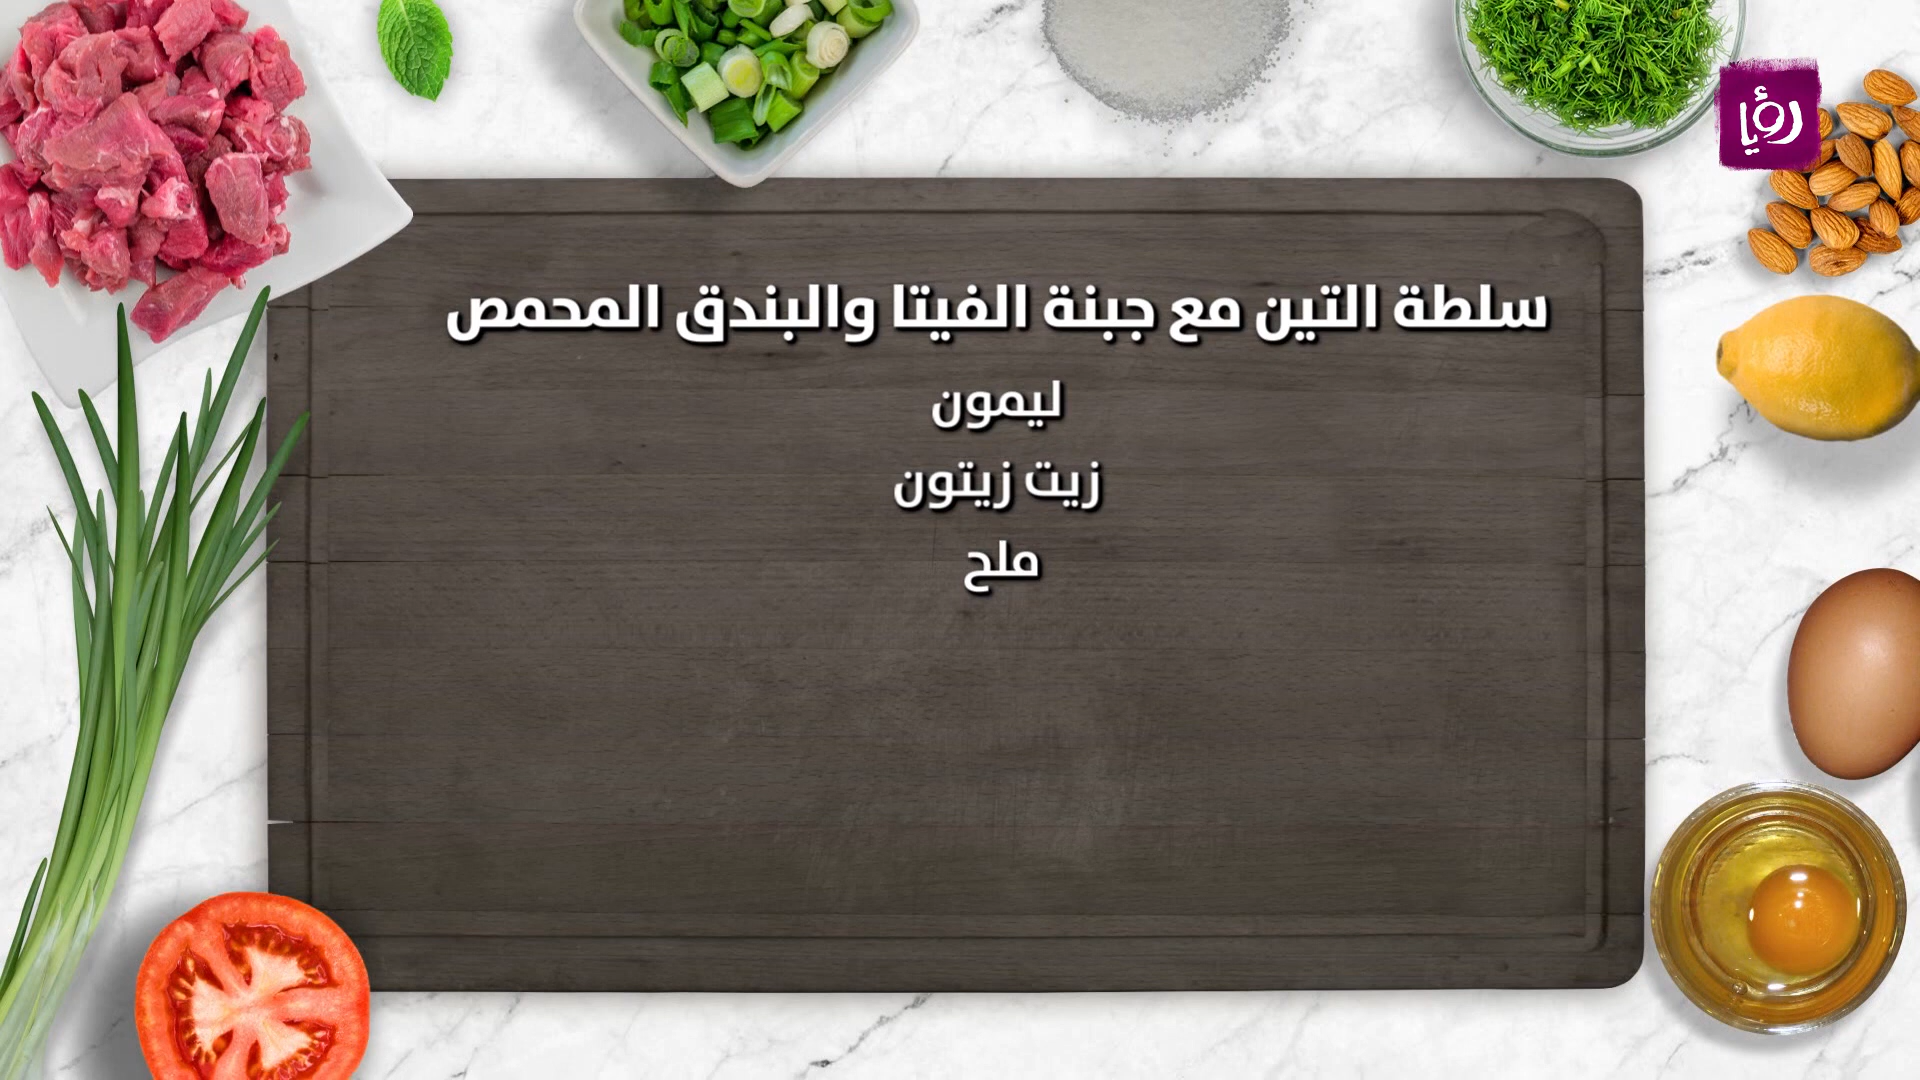 رؤيا
سلطة التين مع جبنة الفيتا والبندق المحمص
ليمون
زيت زيتون
ملح